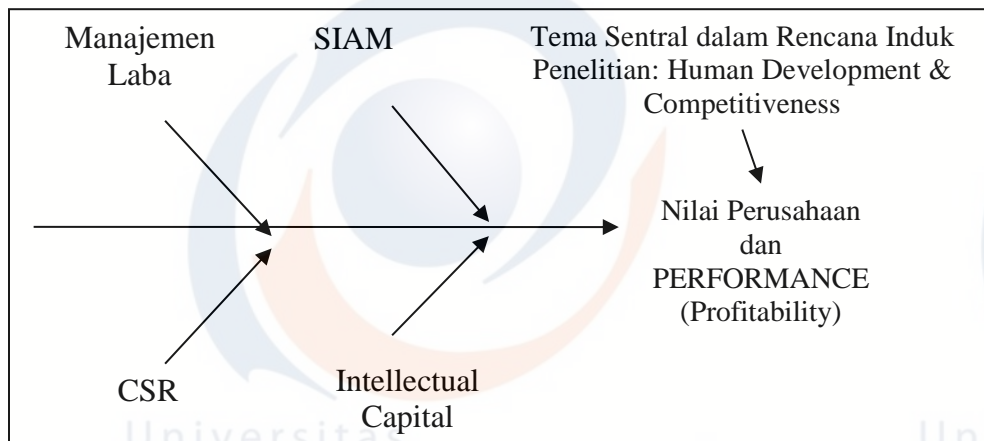 Manajemen
Laba
SIAM
Tema Sentral dalam Rencana Induk
Penelitian: Human Development &
Competitiveness
Nilai Perusahaan
dan
PERFORMANCE
(Profitability)
CSR
Intellectual
Capital
Universitas
Un